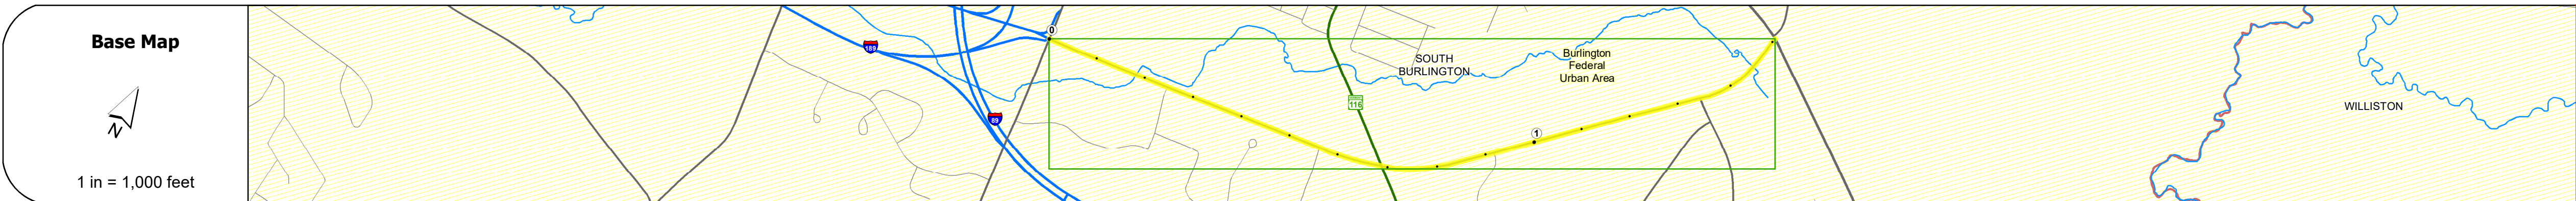 Base Map
N
1 in = 1,000 feet
189
89
0
116
SOUTH
BURLINGTON
1
Burlington
Federal
Urban Area
WILLISTON